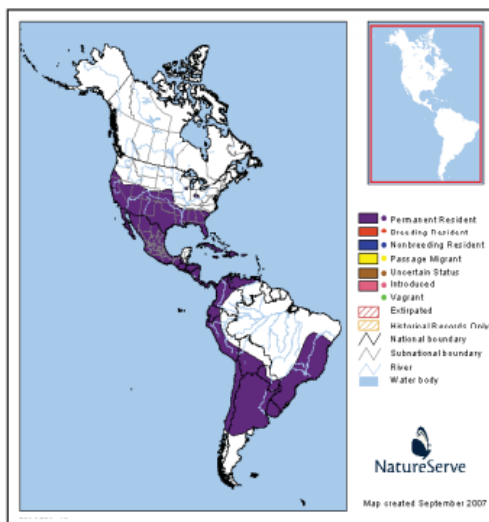 Permanent Resident
Breeding Resident
Nonbreeding Resident
Passage Migrant
Uncertain Status
Introduced
Vagrant
Extirpated
Historical Records Only
National boundary
Subnational boundary
River
Water body
NatureServe
Map created September 2007